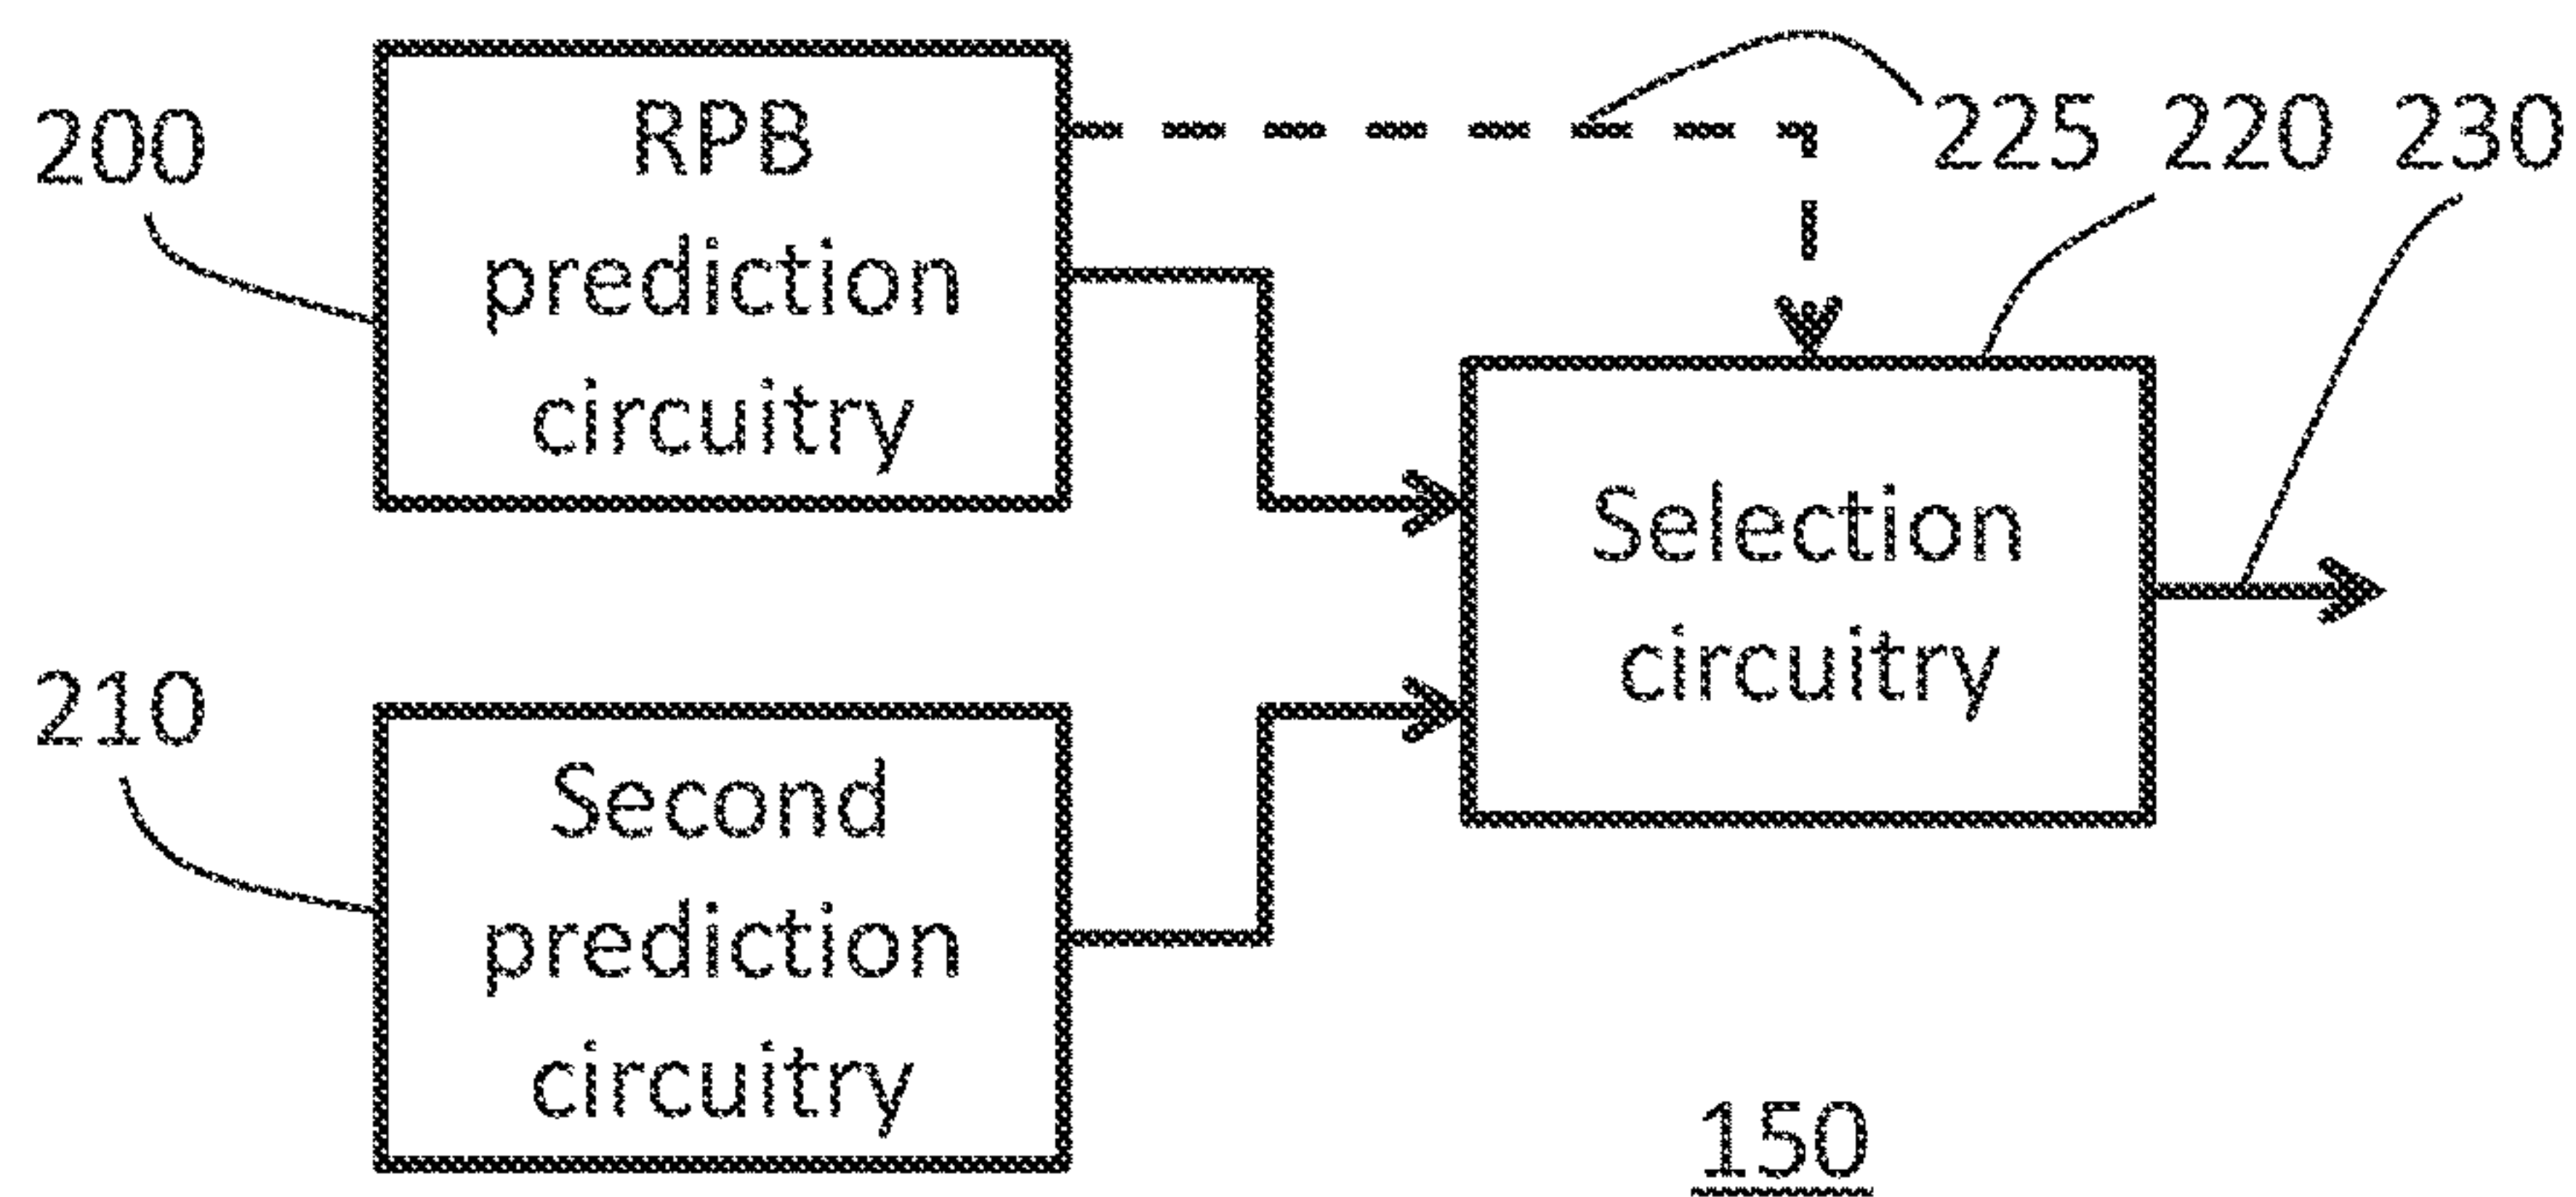 200
RPB
prediction
circuitry
225 220 230
Selection
circuitry
210
Second
prediction
circuitry
150